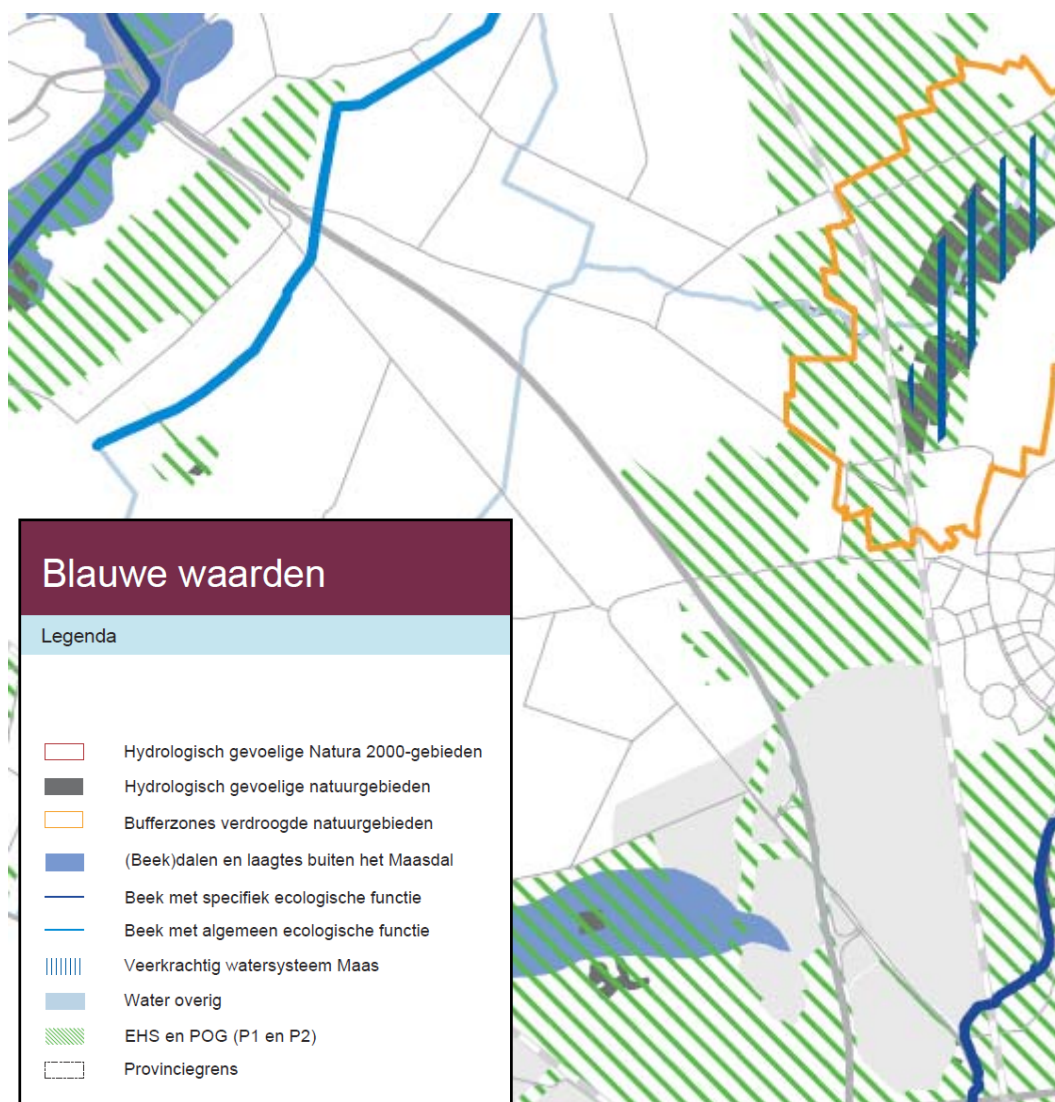 Blauwe waarden
Legenda
Hydrologisch gevoelige Natura 2000-gebieden
Hydrologisch gevoelige natuurgebieden
Bufferzones verdroogde natuurgebieden
(Beek)dalen en laagtes buiten het Maasdal
Beek met specifiek ecologische functie
Beek met algemeen ecologische functie
Veerkrachtig watersysteem Maas
Water overig
EHS en POG (P1 en P2)
Provinciegrens